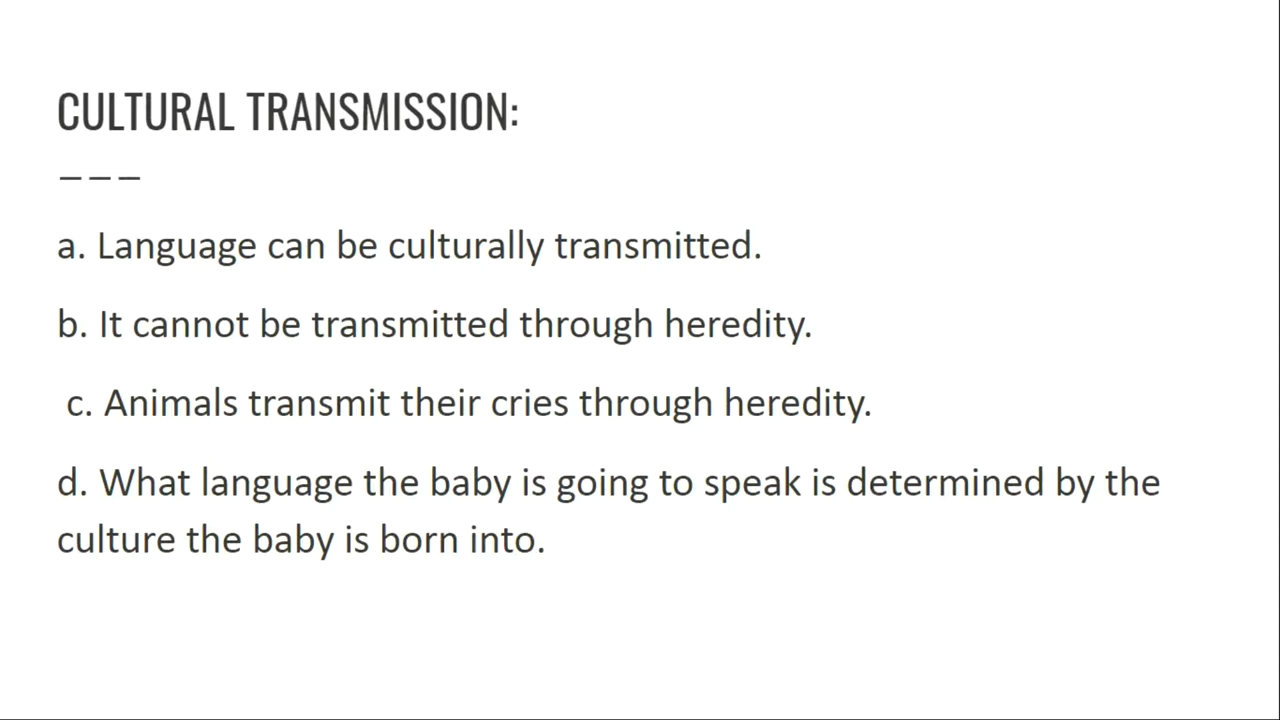 CULTURAL TRANSMISSION:
a. Language can be culturally transmitted.
b. It cannot be transmitted through heredity.
c. Animals transmit their cries through heredity.
d. What language the baby is going to speak is determined by the
culture the baby is born into.